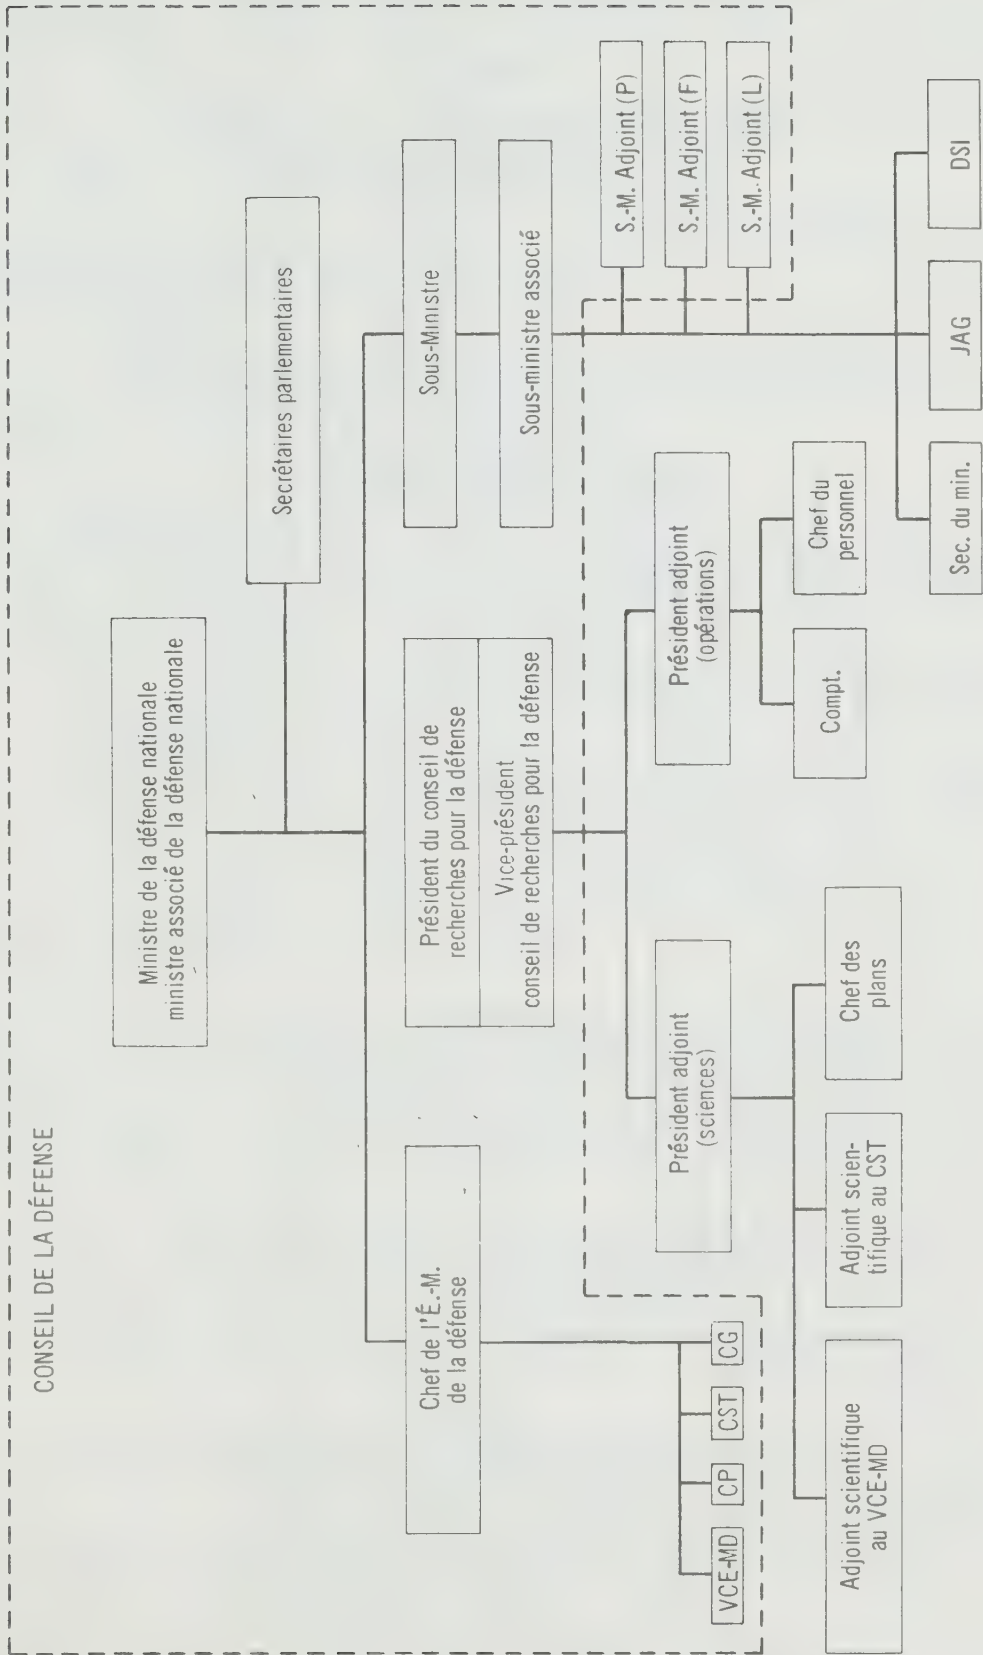 CONSEIL DE LA DÉFENSE
Ministre de la défense nationale
ministre associé de la défense nationale
Secrétaires parlementaires
Chef de l'É.-M.
de la défense
Président du conseil de
recherches pour la défense
Vice-président
conseil de recherches pour la défense
Sous-Ministre
Sous-ministre associé
VCE-MD
CP
CST
CG
Président adjoint
(sciences)
Président adjoint
(opérations)
S.-M. Adjoint (P)
S.-M. Adjoint (F)
S.-M. Adjoint (L)
Adjoint scientifique
au VCE-MD
Adjoint scien-
tifique au CST
Chef des
plans
Compt.
Chef du
personnel
Sec. du min.
JAG
DSI